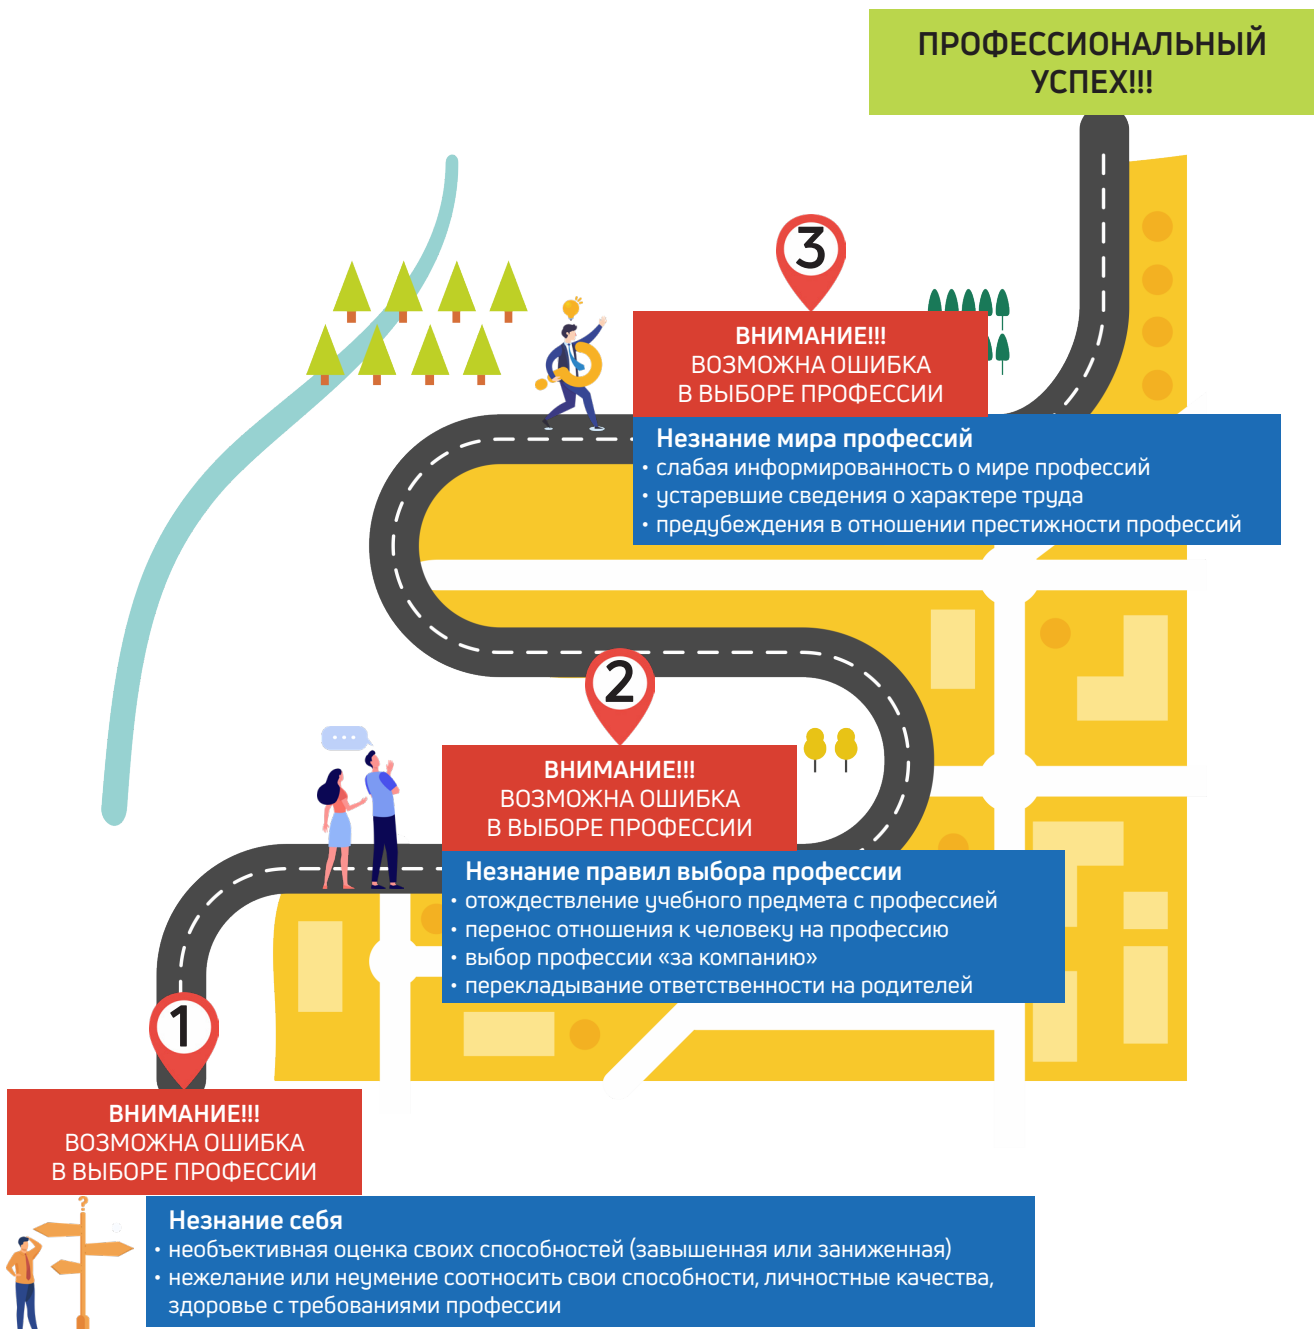 ПРОФЕССИОНАЛЬНЫЙ
УСПЕХ!!!
3
ВНИМАНИЕ!!!
ВОЗМОЖНА ОШИБКА
В ВЫБОРЕ ПРОФЕССИИ
Незнание мира профессий
• слабая информированность о мире профессий
• устаревшие сведения о характере труда
• предубеждения в отношении престижности профессий
2
ВНИМАНИЕ!!!
ВОЗМОЖНА ОШИБКА
В ВЫБОРЕ ПРОФЕССИИ
Незнание правил выбора профессии
• отождествление учебного предмета с профессией
• перенос отношения к человеку на профессию
• выбор профессии «за компанию»
• перекладывание ответственности на родителей
1
ВНИМАНИЕ!!!
ВОЗМОЖНА ОШИБКА
В ВЫБОРЕ ПРОФЕССИИ
?
Незнание себя
• необъективная оценка своих способностей (завышенная или заниженная)
• нежелание или неумение соотносить свои способности, личностные качества,
здоровье с требованиями профессии